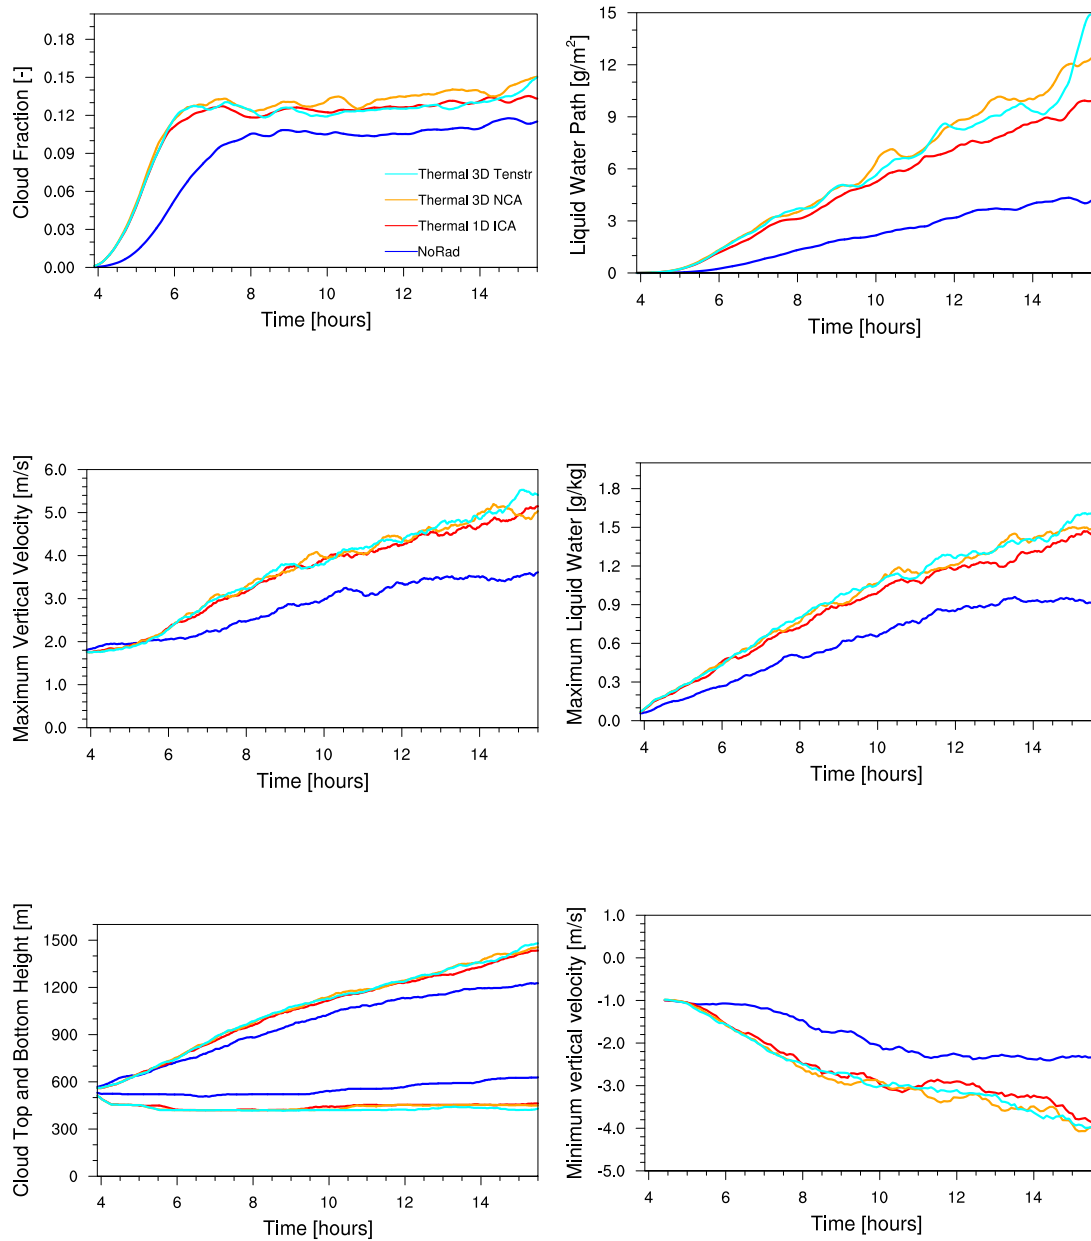 Cloud Fraction [-]
0.18
0.15
0.12
0.09
0.06
0.03
0.00
Thermal 3D Tenstr
Thermal 3D NCA
Thermal 1D ICA
NoRad
4 6 8 10 12 14
Time [hours]
Liquid Water Path [g/m²]
15
12
9
6
3
0
4 6 8 10 12 14
Time [hours]
Maximum Vertical Velocity [m/s]
6.0
5.0
4.0
3.0
2.0
1.0
0.0
4 6 8 10 12 14
Time [hours]
Maximum Liquid Water [g/kg]
1.8
1.5
1.2
0.9
0.6
0.3
0.0
4 6 8 10 12 14
Time [hours]
Cloud Top and Bottom Height [m]
1500
1200
900
600
300
0
4 6 8 10 12 14
Time [hours]
Minimum vertical velocity [m/s]
1.0
0.0
-1.0
-2.0
-3.0
-4.0
-5.0
4 6 8 10 12 14
Time [hours]